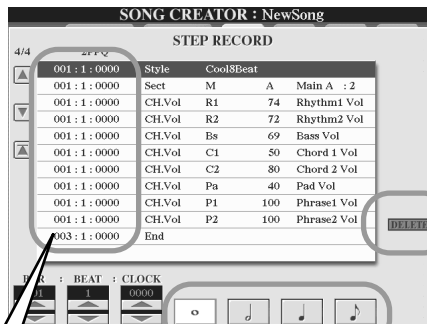 SONG CREATOR : NewSong
STEP RECORD
4/4
001 : 1 : 0000 Style Cool8Beat
001 : 1 : 0000 Sect M A Main A : 2
001 : 1 : 0000 CH.Vol R1 74 Rhythm1 Vol
001 : 1 : 0000 CH.Vol R2 72 Rhythm2 Vol
001 : 1 : 0000 CH.Vol Bs 69 Bass Vol
001 : 1 : 0000 CH.Vol C1 50 Chord 1 Vol
001 : 1 : 0000 CH.Vol C2 80 Chord 2 Vol
001 : 1 : 0000 CH.Vol Pa 40 Pad Vol
001 : 1 : 0000 CH.Vol P1 100 Phrase1 Vol
001 : 1 : 0000 CH.Vol P2 100 Phrase2 Vol
003 : 1 : 0000 End
DELETE
: BEAT : CLOCK
1 0000